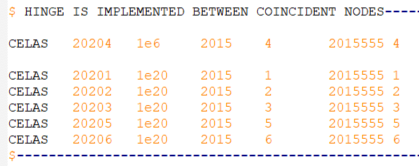 $ HINGE IS IMPLEMENTED BETWEEN COINCIDENT NODES-----
CELAS 20204 1e6 2015 4 2015555 4
CELAS 20201 1e20 2015 1 2015555 1
CELAS 20202 1e20 2015 2 2015555 2
CELAS 20203 1e20 2015 3 2015555 3
CELAS 20205 1e20 2015 5 2015555 5
CELAS 20206 1e20 2015 6 2015555 6
$--------------------------------------------------